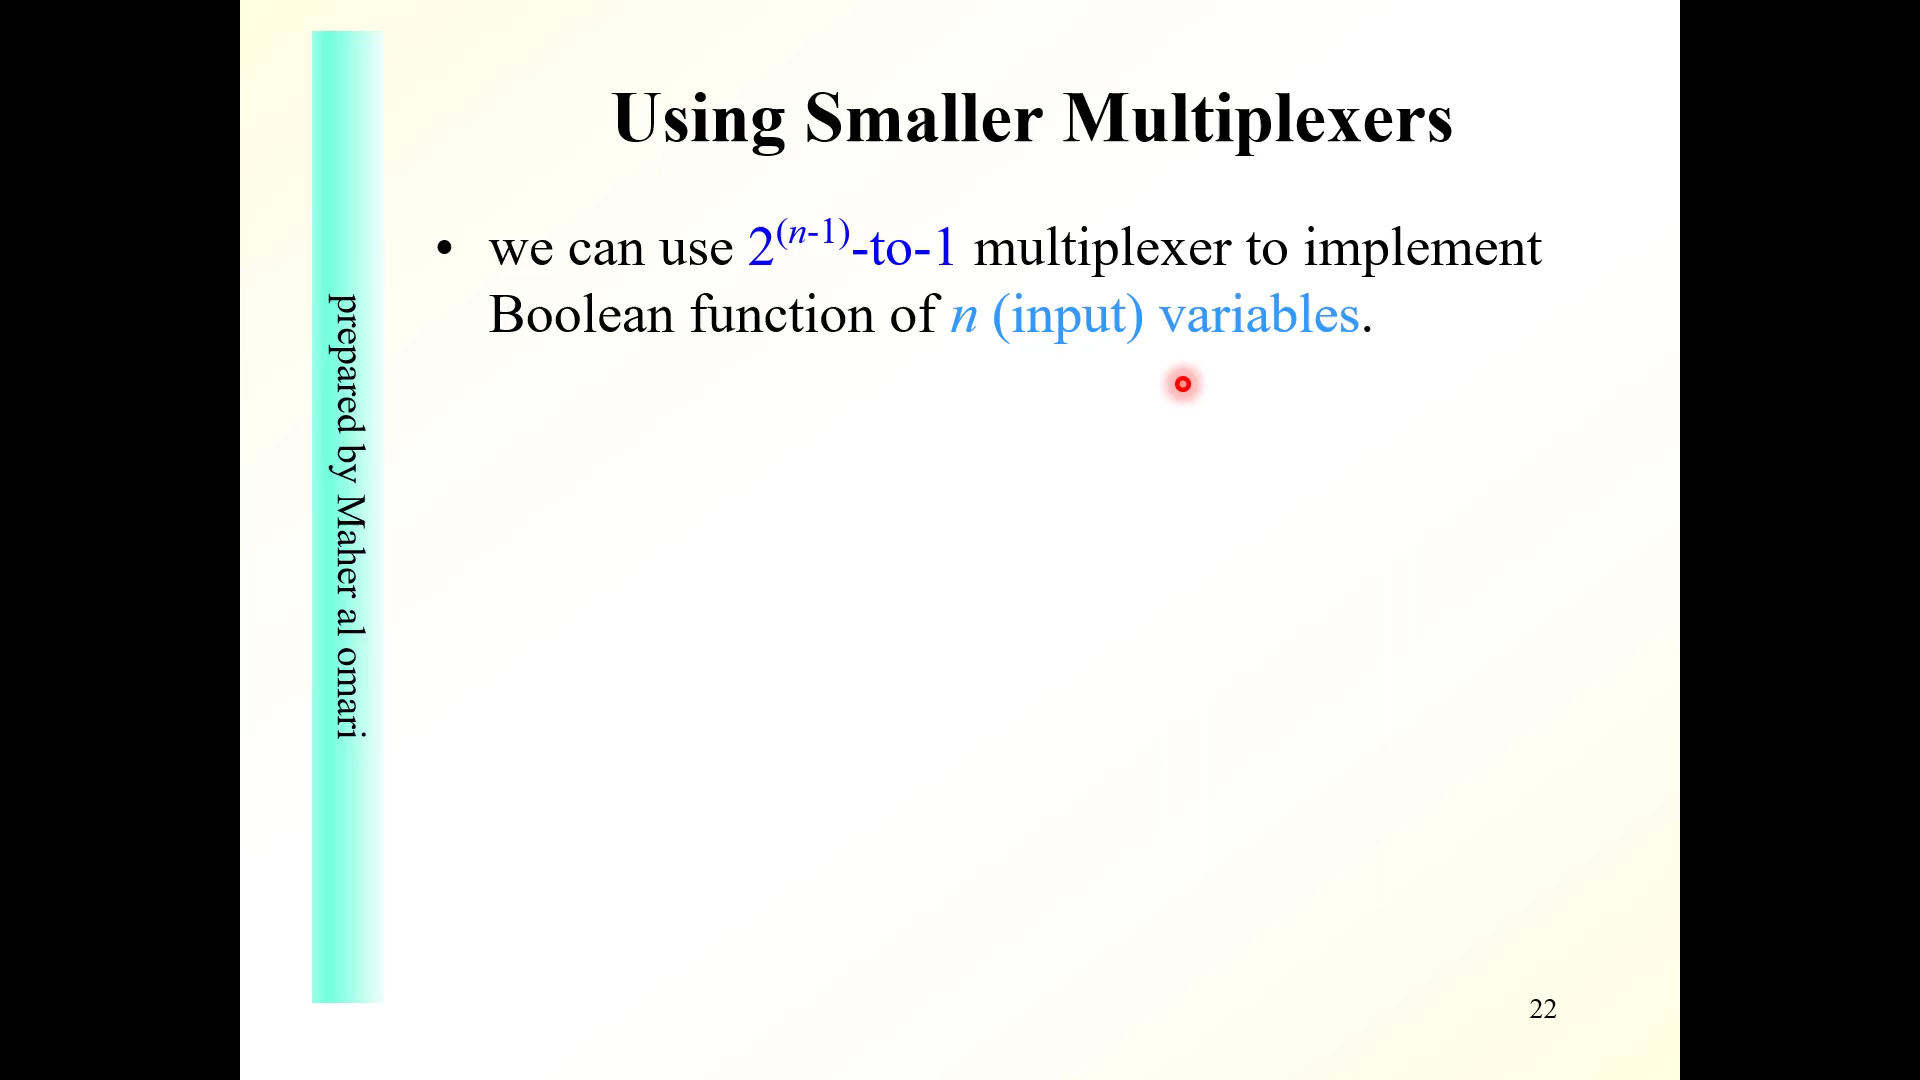 Using Smaller Multiplexers
• we can use 2^(n-1)-to-1 multiplexer to implement
Boolean function of n (input) variables.
prepared by Maher al omari
22